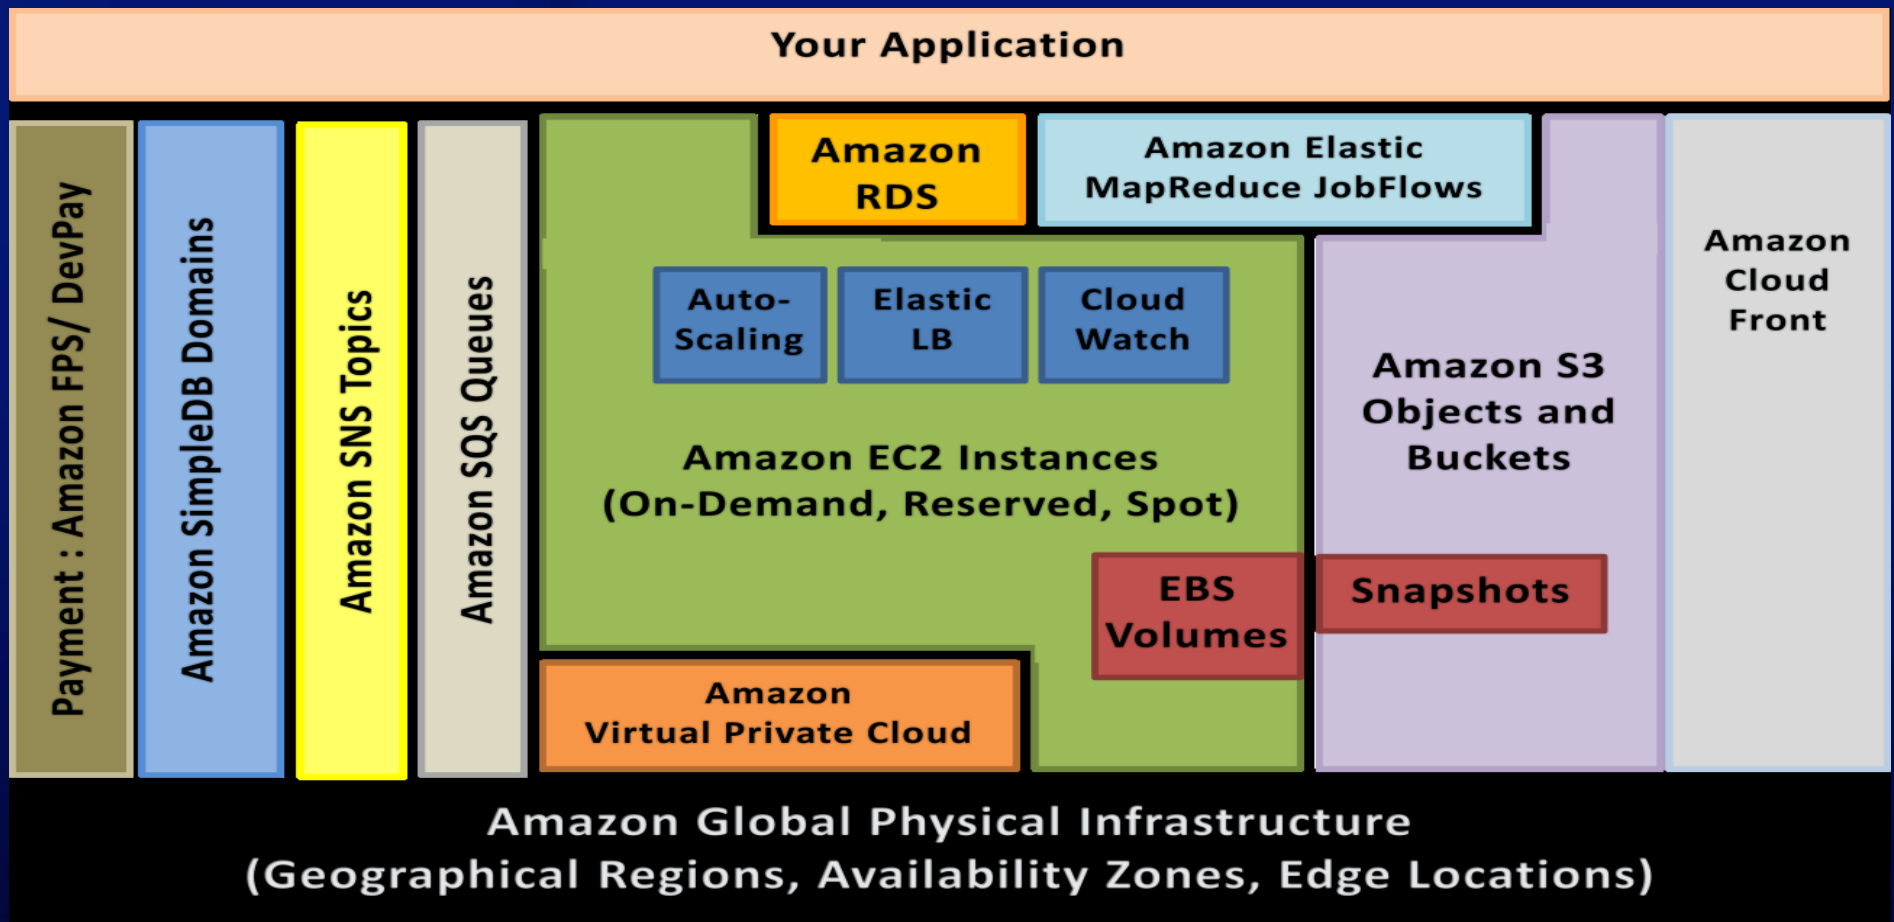 Your Application
Payment : Amazon FPS/ DevPay
Amazon SimpleDB Domains
Amazon SNS Topics
Amazon SQS Queues
Amazon
RDS
Amazon Elastic
MapReduce JobFlows
Auto-
Scaling
Elastic
LB
Cloud
Watch
Amazon EC2 Instances
(On-Demand, Reserved, Spot)
EBS
Volumes
Amazon
Virtual Private Cloud
Amazon S3
Objects and
Buckets
Snapshots
Amazon
Cloud
Front
Amazon Global Physical Infrastructure
(Geographical Regions, Availability Zones, Edge Locations)